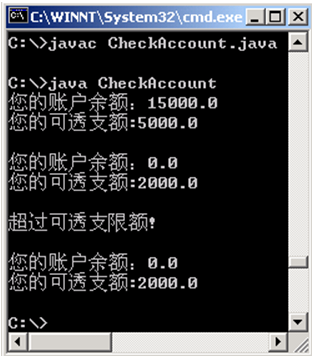 C:\WINNT\System32\cmd.exe
C:\>javac CheckAccount.java
C:\>java CheckAccount
您的账户余额：15000.0
您的可透支额:5000.0
您的账户余额：0.0
您的可透支额:2000.0
超过可透支限额!
您的账户余额：0.0
您的可透支额:2000.0
C:\>